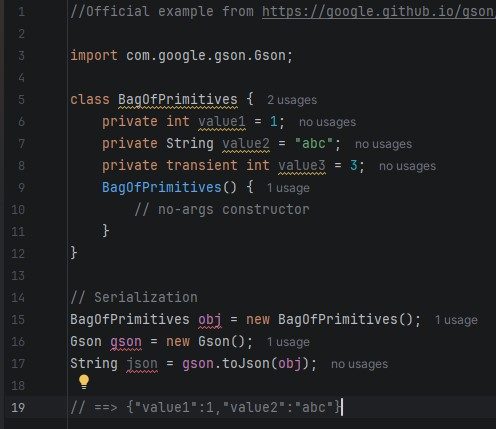 1 //Official example from https://google.github.io/gson
2
3 import com.google.gson.Gson;
4
5 class BagOfPrimitives { 2 usages
6 private int value1 = 1; no usages
7 private String value2 = "abc"; no usages
8 private transient int value3 = 3; no usages
9 BagOfPrimitives() { 1 usage
10 // no-args constructor
11 }
12 }
13
14 // Serialization
15 BagOfPrimitives obj = new BagOfPrimitives(); 1 usage
16 Gson gson = new Gson(); 1 usage
17 String json = gson.toJson(obj); no usages
18
19 // ==> {"value1":1,"value2":"abc"}